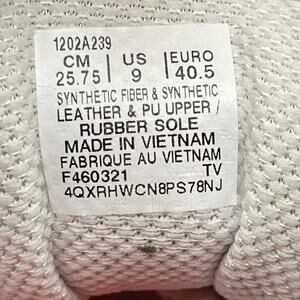 1202A239
CM US EURO
25.75 9 40.5
SYNTHETIC FIBER & SYNTHETIC
LEATHER & PU UPPER/
RUBBER SOLE
MADE IN VIETNAM
FABRIQUE AU VIETNAM
F460321 TV
4QXRHWCN8PS78NJ